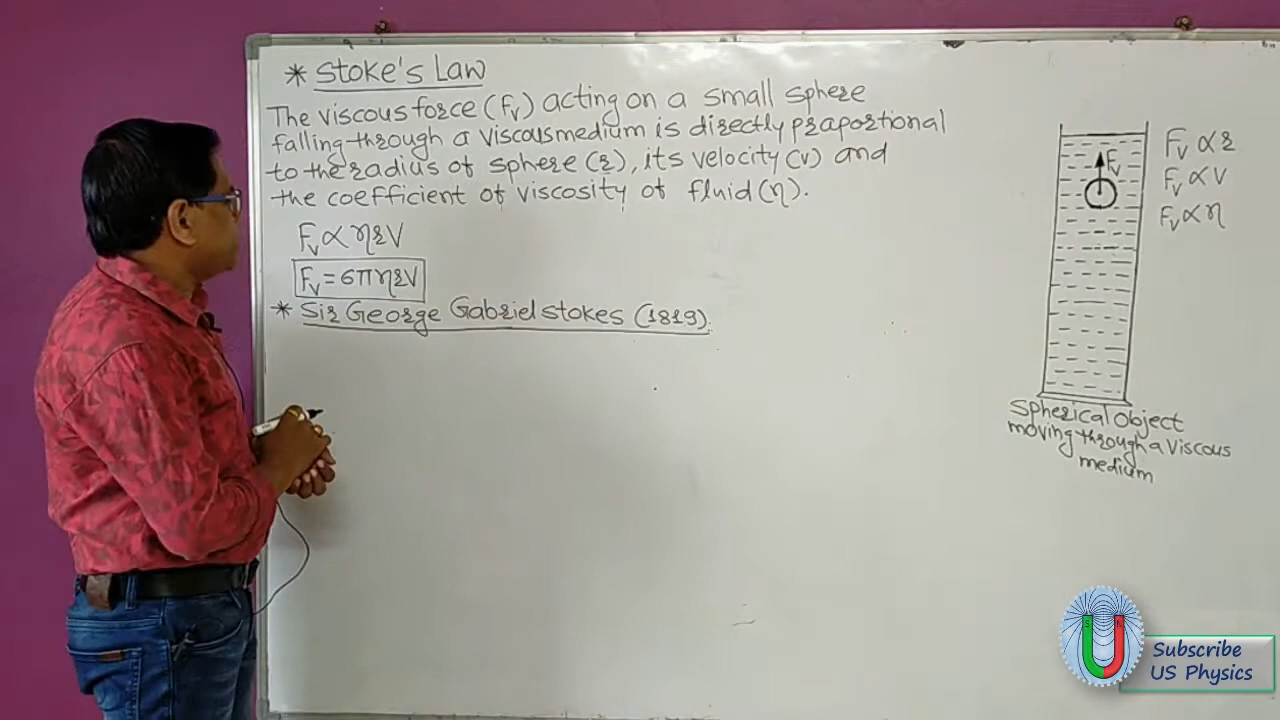 * Stoke's Law
The viscous force (Fv) acting on a small sphere
falling through a viscous medium is directly praportional
to the radius of sphere (r), its velocity (v) and
the coefficient of viscosity of fluid (η).
Fv ∝ ηrV
Fv = 6πηrV
* Sir George Gabriel stokes (1819).
Fv
Fv ∝ r
Fv ∝ V
Fv ∝ η
Spherical Object
moving through a Viscous
medium
S N
Subscribe
US Physics